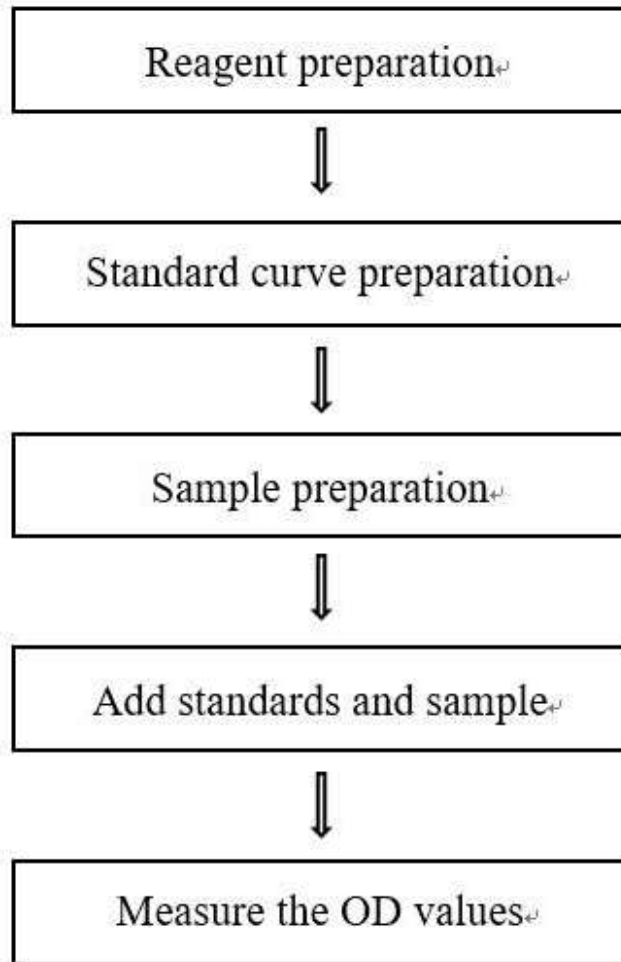 Reagent preparation
Standard curve preparation
Sample preparation
Add standards and sample
Measure the OD values